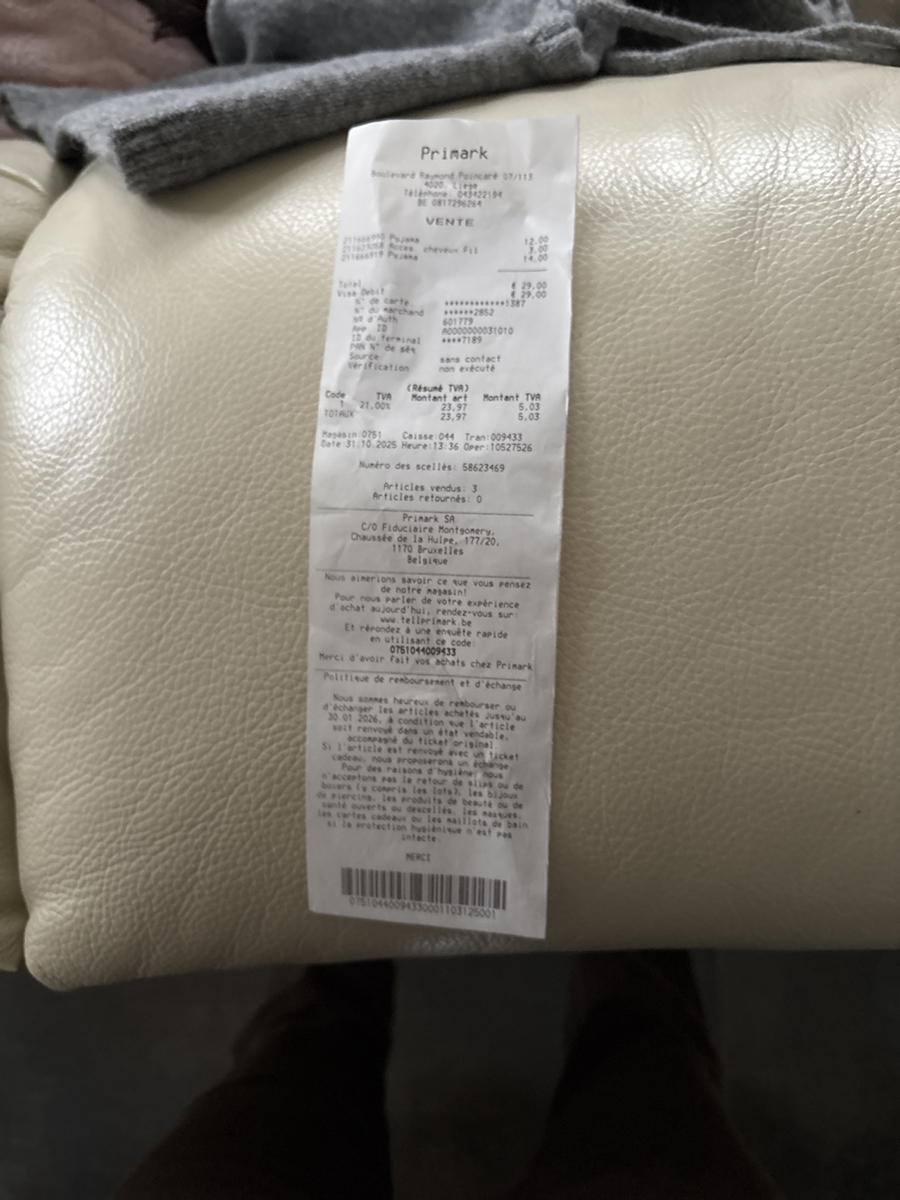 Primark
Boulevard Raymond Poincaré 07/113
4020, Liege
Téléphone: 043422194
BE 0817296264
VENTE
211666990 Pyjama 12.00
Acces. cheveux Fil 3.00
211666919 Pyjama 14.00
Total € 29.00
Visa Debit € 29.00
N° de carte ************1387
N° du marchand ******2852
N# d'Auth 601779
App. ID A0000000031010
ID du terminal ****7189
PAN N° de séq
Source sans contact
Vérification non exécuté
(Résumé TVA)
Code TVA Montant art Montant TVA
1 21.00% 23,97 5,03
TOTAUX 23,97 5,03
Magasin:0751 Caisse:044 Tran:009433
Date:31.10.2025 Heure:13:36 Oper:10527526
Numéro des scellés: 58623469
Articles vendus: 3
Articles retournés: 0
Primark SA
C/O Fiduciaire Montgomery,
Chaussée de la Hulpe, 177/20,
1170 Bruxelles
Belgique
Nous aimerions savoir ce que vous pensez
de notre magasin!
Pour nous parler de votre expérience
d'achat aujourd'hui, rendez-vous sur:
www.tellprimark.be
Et répondez à une enquête rapide
en utilisant ce code:
0751044009433
Merci d'avoir fait vos achats chez Primark
Politique de remboursement et d'échange
Nous sommes heureux de rembourser ou
d'échanger les articles achetés jusqu'au
30.01.2026, à condition que l'article
soit renvoyé dans un état vendable,
accompagné du ticket original.
Si l'article est renvoyé avec un ticket
cadeau, nous proposerons un échange.
Pour des raisons d'hygiène, nous
n'acceptons pas le retour de slips ou de
boxers (y compris les lots), les bijoux
de piercing, les produits de beauté ou de
santé ouverts ou descellés, les masques,
les cartes cadeaux ou les maillots de bain
si la protection hygiénique n'est pas
intacte.
MERCI
07510440094330001103125001